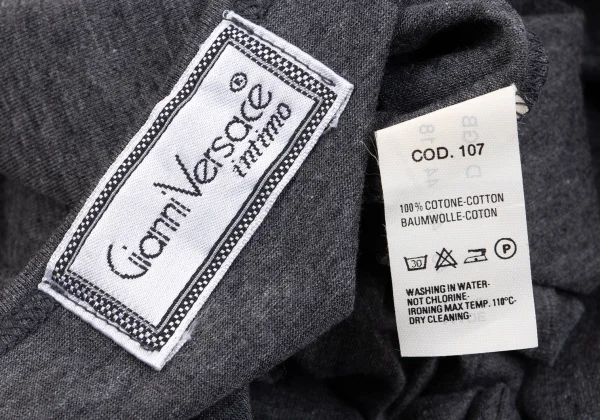 Gianni Versace®
intimo
COD. 107
100% COTONE-COTTON
BAUMWOLLE-COTON
30
P
WASHING IN WATER-
NOT CHLORINE-
IRONING MAX TEMP. 110°C-
DRY CLEANING-